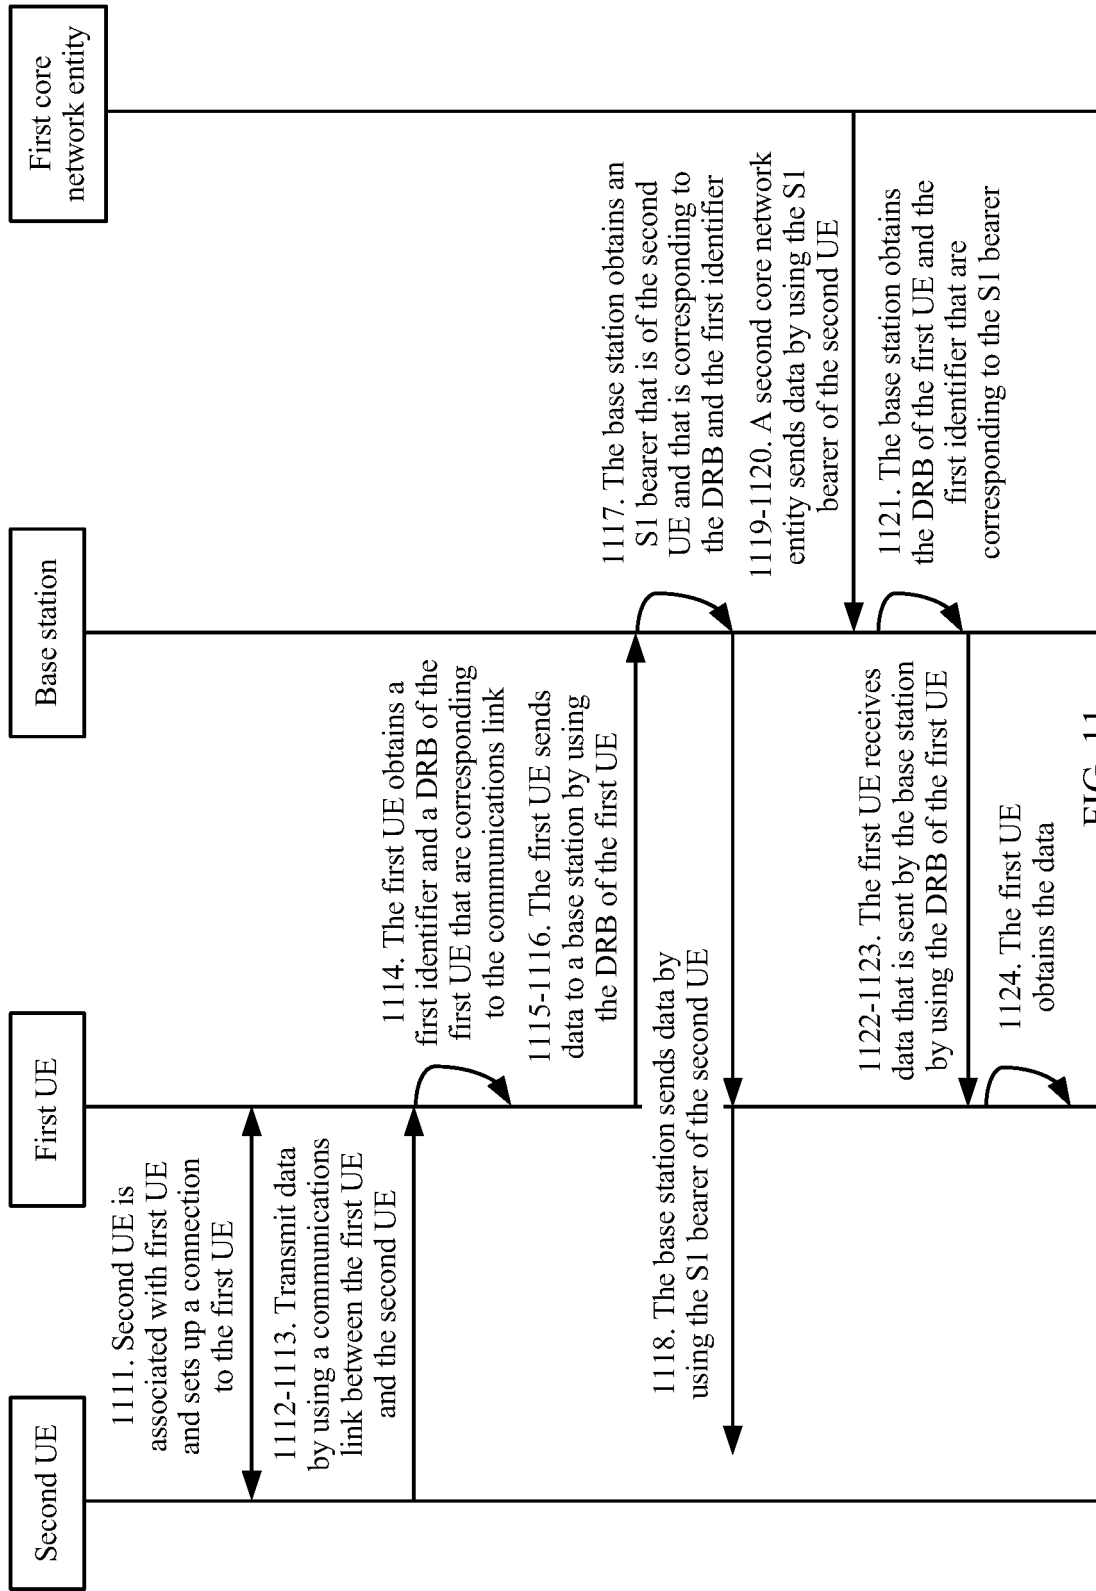 Second UE
First UE
Base station
First core
network entity
1111. Second UE is
associated with first UE
and sets up a connection
to the first UE
1112-1113. Transmit data
by using a communications
link between the first UE
and the second UE
1114. The first UE obtains a
first identifier and a DRB of the
first UE that are corresponding
to the communications link
1115-1116. The first UE sends
data to a base station by using
the DRB of the first UE
1117. The base station obtains an
S1 bearer that is of the second
UE and that is corresponding to
the DRB and the first identifier
1118. The base station sends data by
using the S1 bearer of the second UE
1119-1120. A second core network
entity sends data by using the S1
bearer of the second UE
1121. The base station obtains
the DRB of the first UE and the
first identifier that are
corresponding to the S1 bearer
1122-1123. The first UE receives
data that is sent by the base station
by using the DRB of the first UE
1124. The first UE
obtains the data
FIG. 11